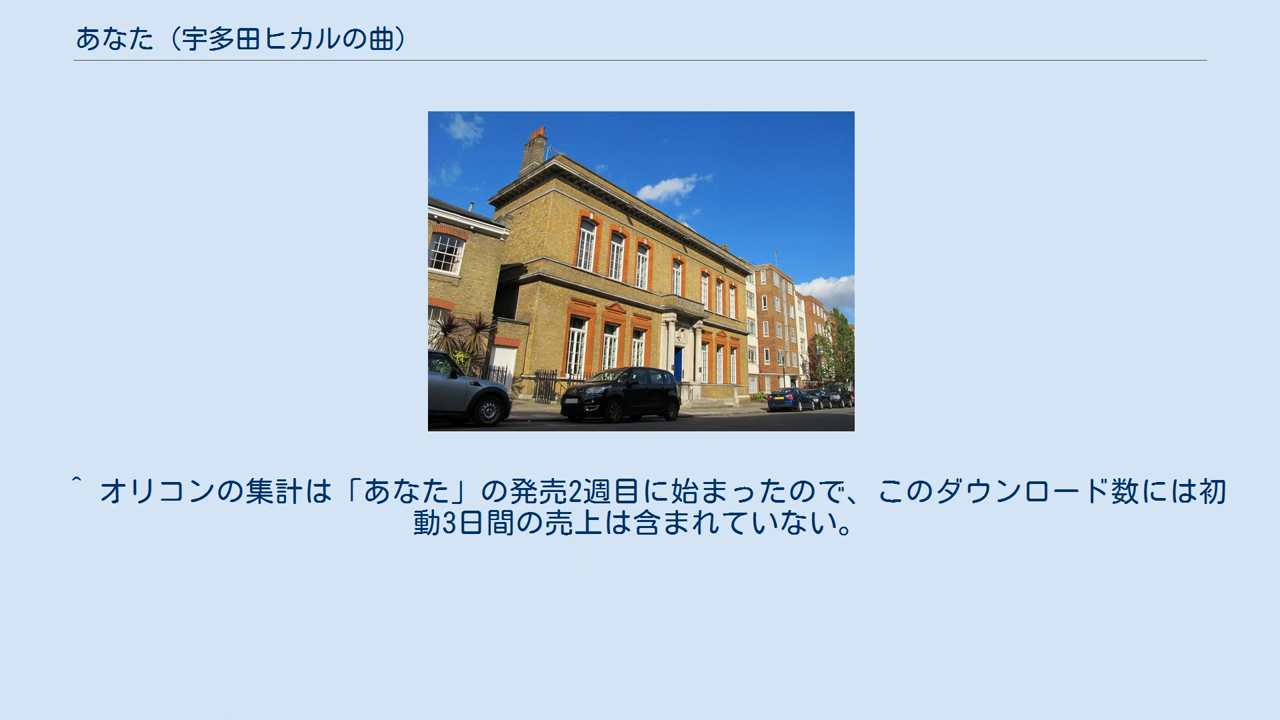 あなた（宇多田ヒカルの曲）
^ オリコンの集計は「あなた」の発売2週目に始まったので、このダウンロード数には初
動3日間の売上は含まれていない。